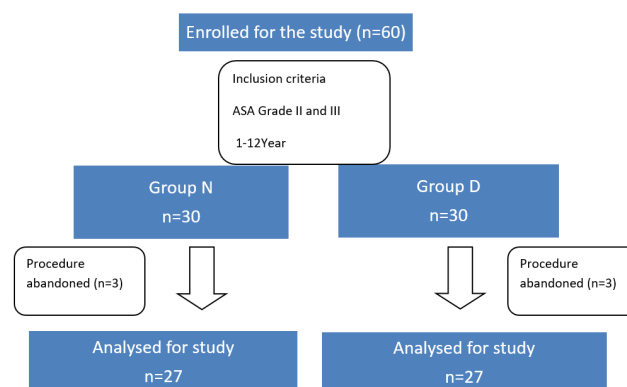 Enrolled for the study (n=60)
Inclusion criteria
ASA Grade II and III
1-12Year
Group N
n=30
Group D
n=30
Procedure
abandoned (n=3)
Procedure
abandoned (n=3)
Analysed for study
n=27
Analysed for study
n=27